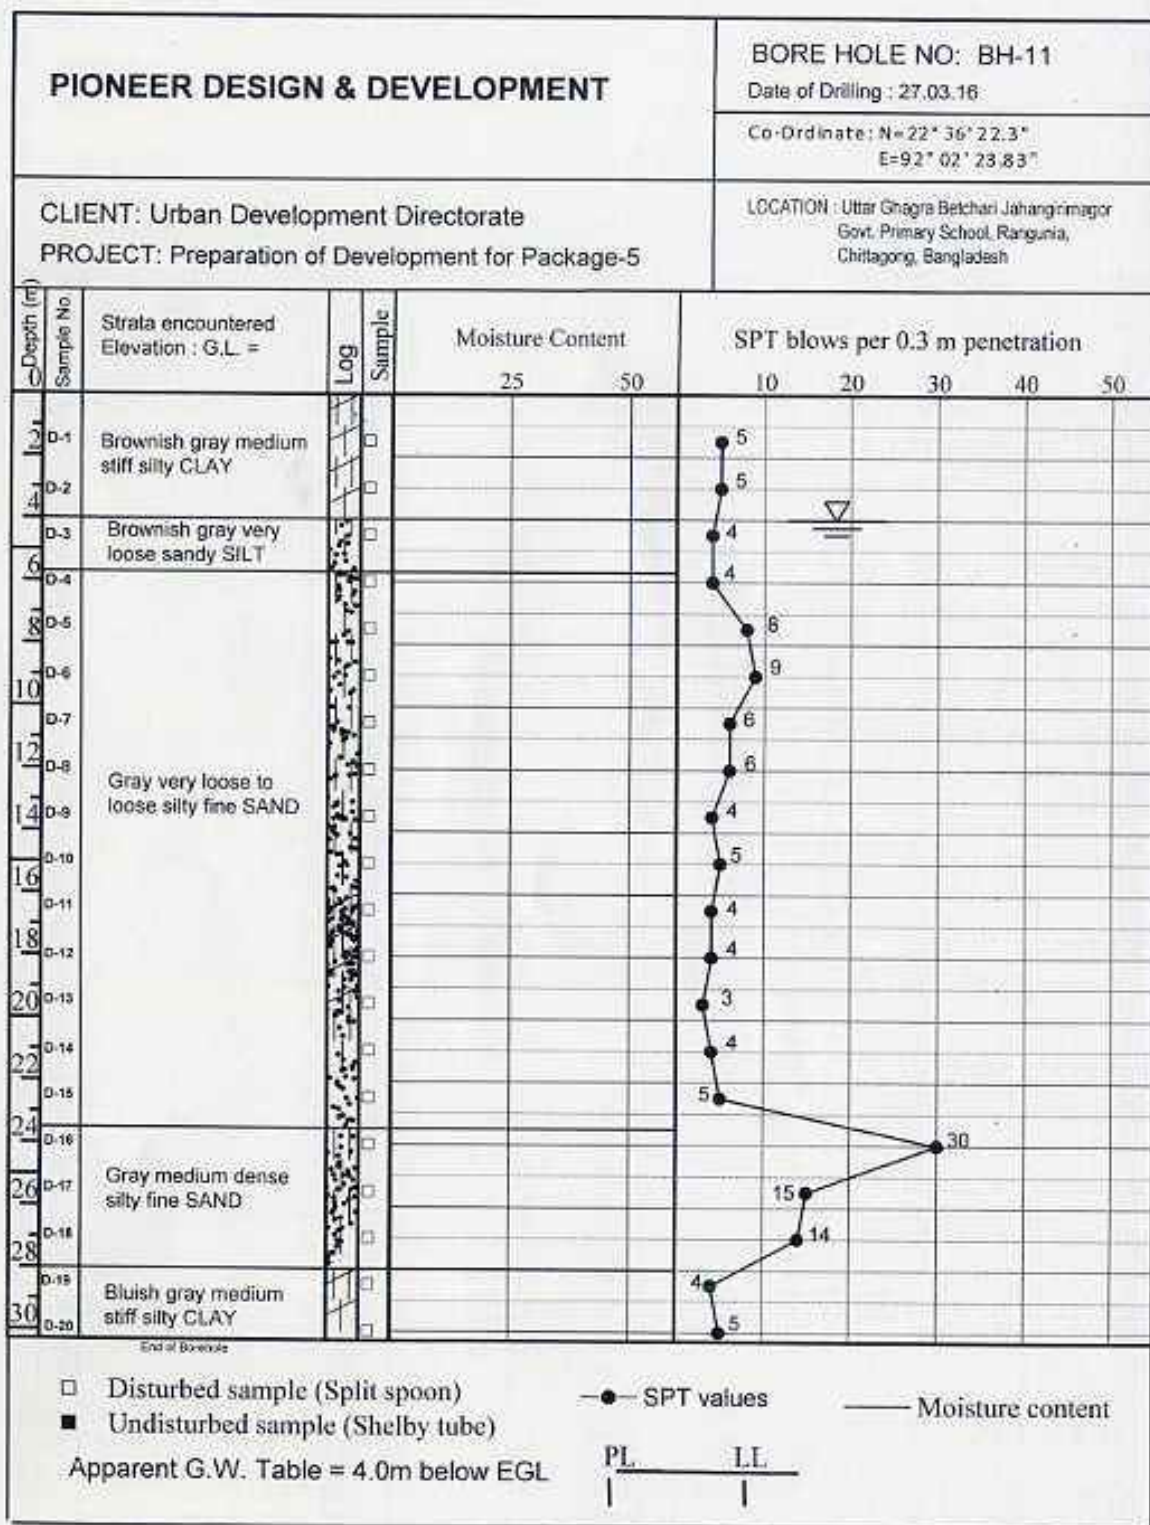 PIONEER DESIGN & DEVELOPMENT
BORE HOLE NO: BH-11
Date of Drilling : 27.03.16
Co-Ordinate: N=22° 36' 22.3"
E=92° 02' 23.83"
CLIENT: Urban Development Directorate
PROJECT: Preparation of Development for Package-5
LOCATION : Uttar Ghagra Betchari Jahangirimagor
Govt. Primary School, Rangunia,
Chittagong, Bangladesh
Depth (m)
Sample No.
Strata encountered
Elevation : G.L. =
Log
Sample
Moisture Content
SPT blows per 0.3 m penetration
0
25 50
10 20 30 40 50
2
D-1
Brownish gray medium
stiff silty CLAY
5
4
D-2
5
D-3
Brownish gray very
loose sandy SILT
4
6
D-4
4
8
D-5
8
D-6
9
10
D-7
6
12
D-8
6
Gray very loose to
loose silty fine SAND
14
D-9
4
D-10
5
16
D-11
4
18
D-12
4
20
D-13
3
D-14
4
22
D-15
5
24
D-16
30
Gray medium dense
silty fine SAND
26
D-17
15
D-18
14
28
D-19
4
Bluish gray medium
stiff silty CLAY
30
D-20
5
End of Borehole
Disturbed sample (Split spoon)
SPT values
Moisture content
Undisturbed sample (Shelby tube)
Apparent G.W. Table = 4.0m below EGL
PL LL